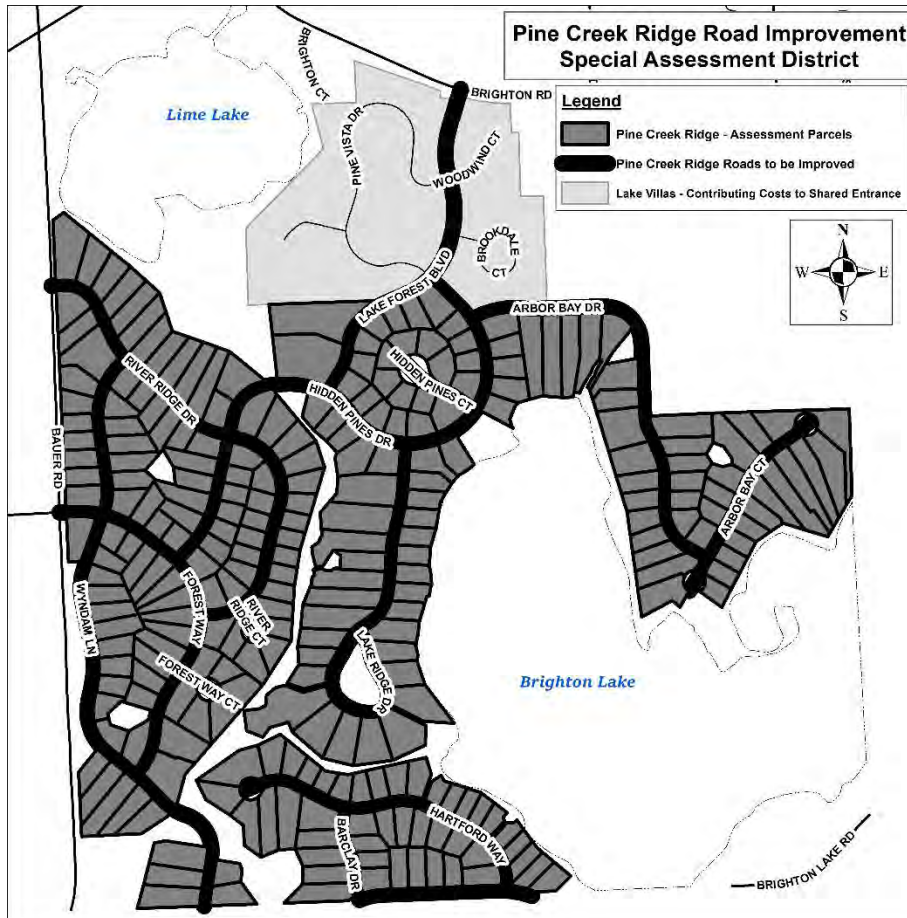 Pine Creek Ridge Road Improvement
Special Assessment District
Legend
Pine Creek Ridge - Assessment Parcels
Pine Creek Ridge Roads to be Improved
Lake Villas - Contributing Costs to Shared Entrance
N
W
E
S
BRIGHTON CT
BRIGHTON RD
Lime Lake
PINE VISTA DR
WOODWIND CT
BROOKDALE
CT
LAKE FOREST BLVD
ARBOR BAY DR
HIDDEN PINES CT
RIVER RIDGE DR
HIDDEN PINES DR
BAUER RD
ARBOR BAY CT
WYNDAM LN
FOREST WAY
RIVER
RIDGE CT
FOREST WAY CT
LAKE RIDGE DR
Brighton Lake
HARTFORD WAY
BARCLAY DR
BRIGHTON LAKE RD